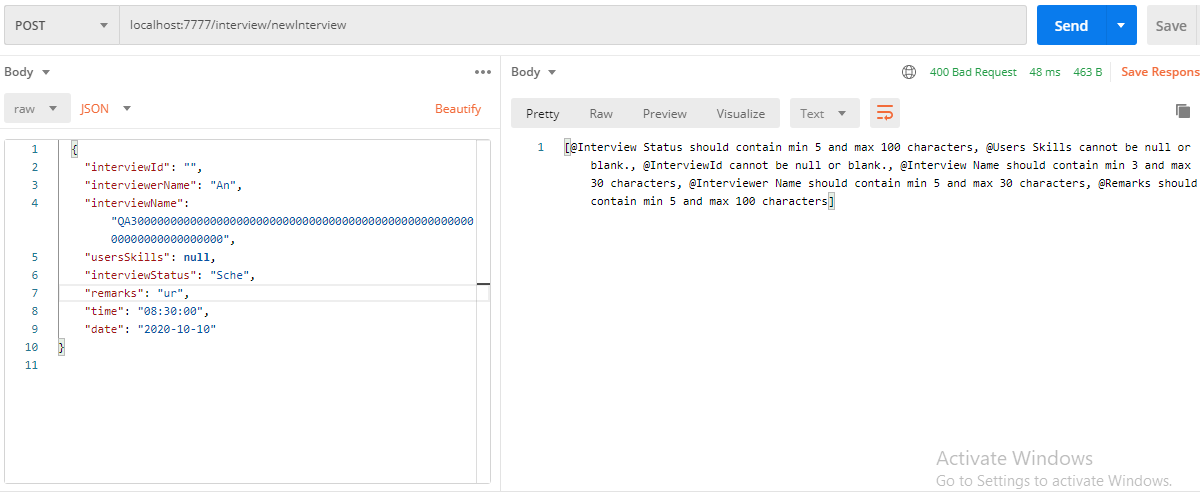 POST
localhost:7777/interview/newInterview
Send
Save
Body
raw
JSON
Beautify
1 {
2 "interviewId": "",
3 "interviewerName": "An",
4 "interviewName":
"QA3000000000000000000000000000000000000000000000000000
00000000000000000",
5 "usersSkills": null,
6 "interviewStatus": "Sche",
7 "remarks": "ur",
8 "time": "08:30:00",
9 "date": "2020-10-10"
10 }
11
Body
400 Bad Request 48 ms 463 B Save Respons
Pretty Raw Preview Visualize Text
1 [@Interview Status should contain min 5 and max 100 characters, @Users Skills cannot be null or
blank., @InterviewId cannot be null or blank., @Interview Name should contain min 3 and max
30 characters, @Interviewer Name should contain min 5 and max 30 characters, @Remarks should
contain min 5 and max 100 characters]
Activate Windows
Go to Settings to activate Windows.